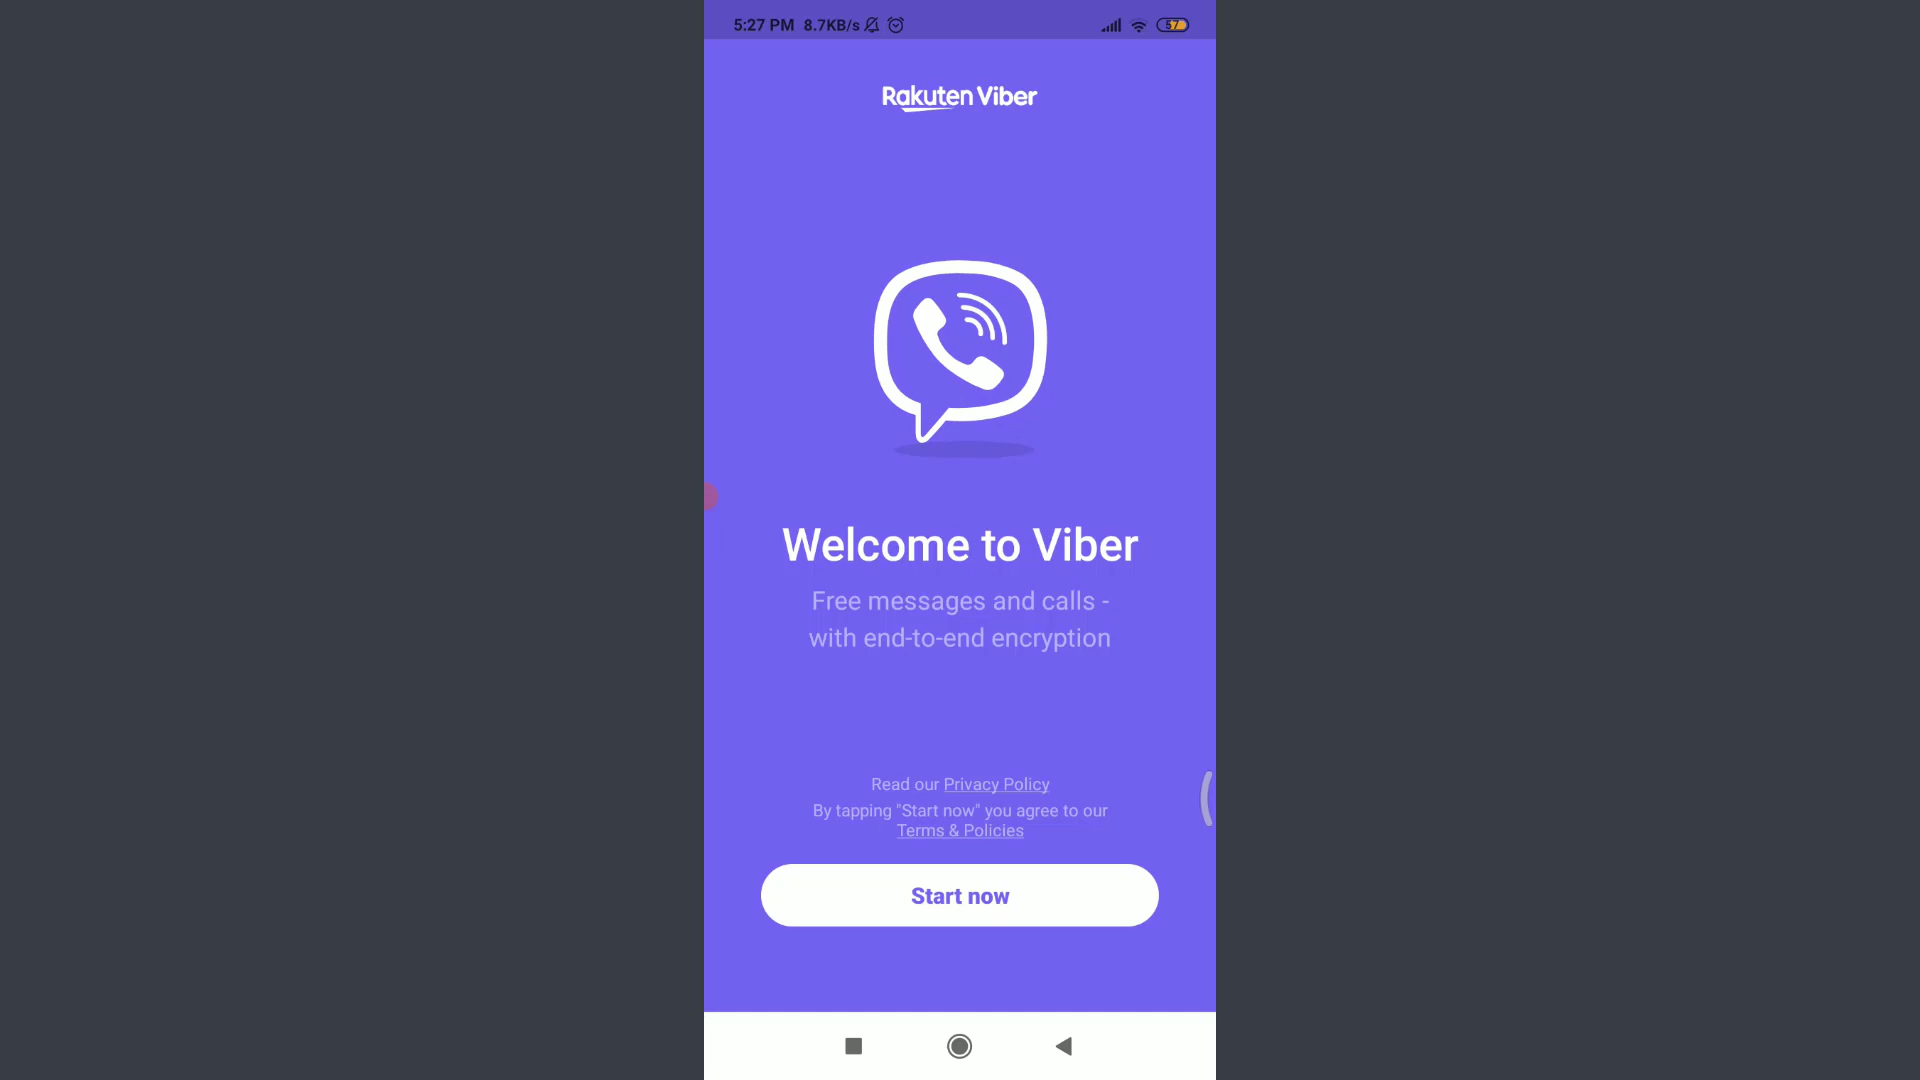 5:27 PM 8.7KB/s 57
Rakuten Viber
Welcome to Viber
Free messages and calls -
with end-to-end encryption
Read our Privacy Policy
By tapping "Start now" you agree to our
Terms & Policies
Start now